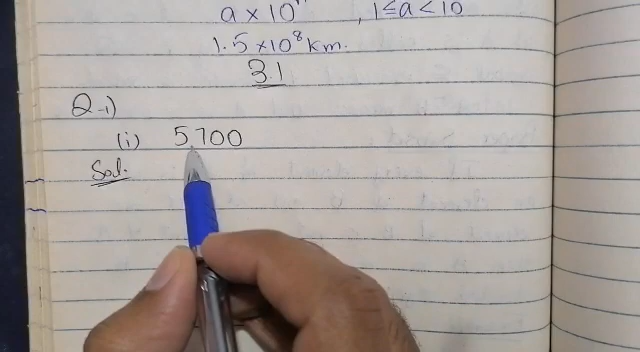 a × 10ⁿ , 1 ≤ a < 10
1.5 × 10⁸ km.
3.1
Q-1)
(i) 5700
Sol.